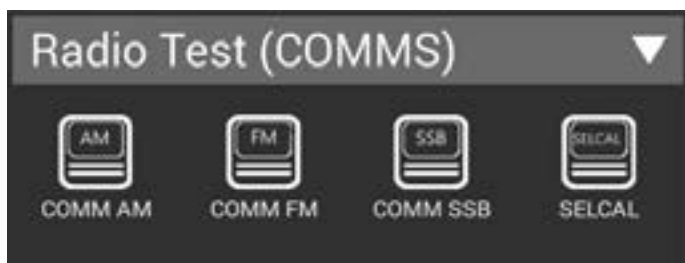 Radio Test (COMMS)
AM FM SSB SELCAL
COMM AM COMM FM COMM SSB SELCAL